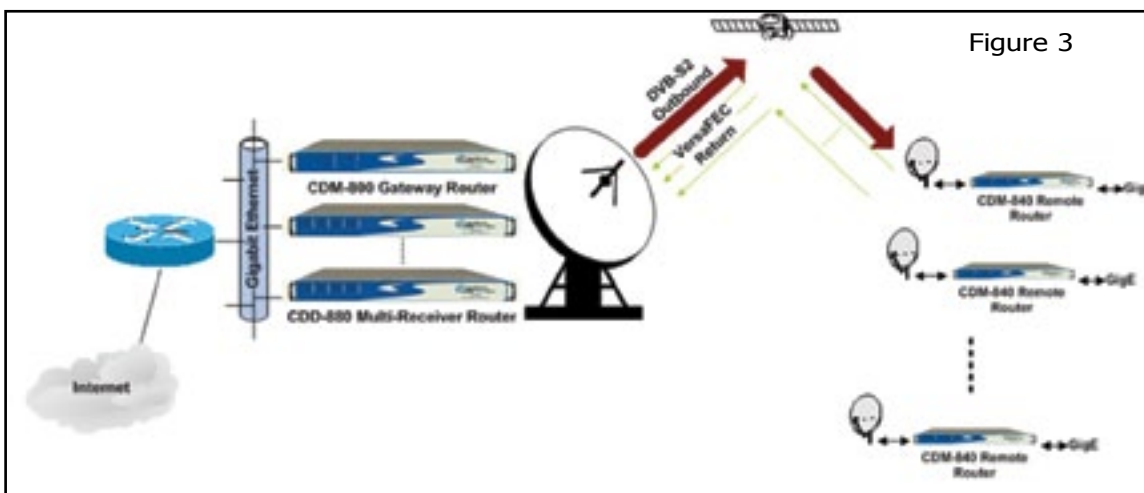 Figure 3
DVB-S2
Outbound
VersaFEC
Return
Gigabit Ethernet
CDM-800 Gateway Router
CDD-880 Multi-Receiver Router
Internet
CDM-840 Remote
Router
GigE
CDM-840 Remote
Router
GigE
CDM-840 Remote
Router
GigE